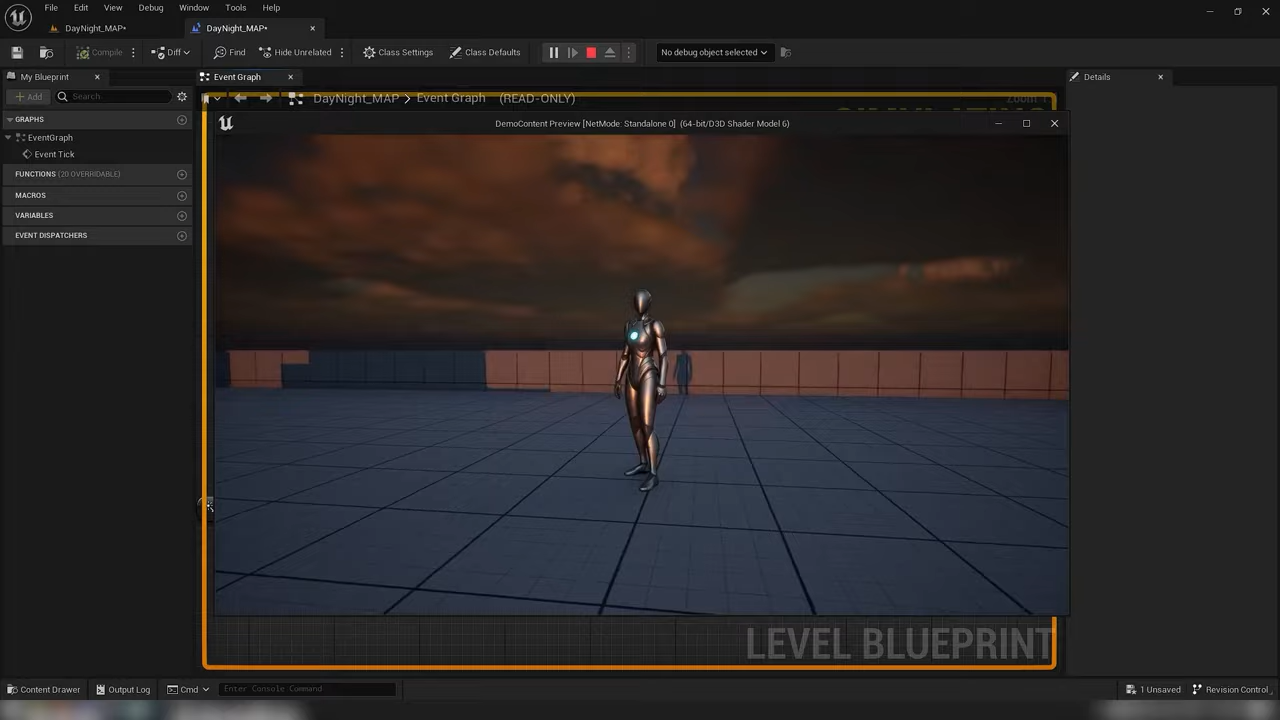 File Edit View Debug Window Tools Help
DayNight_MAP* DayNight_MAP*
Compile Diff Find Hide Unrelated Class Settings Class Defaults No debug object selected
My Blueprint Event Graph Details
Add Search DayNight_MAP > Event Graph (READ-ONLY) Zoom 1
SIMULATING
GRAPHS
DemoContent Preview [NetMode: Standalone 0] (64-bit/D3D Shader Model 6)
EventGraph
Event Tick
FUNCTIONS (20 OVERRIDABLE)
MACROS
VARIABLES
EVENT DISPATCHERS
LEVEL BLUEPRINT
Content Drawer Output Log Cmd Enter Console Command 1 Unsaved Revision Control